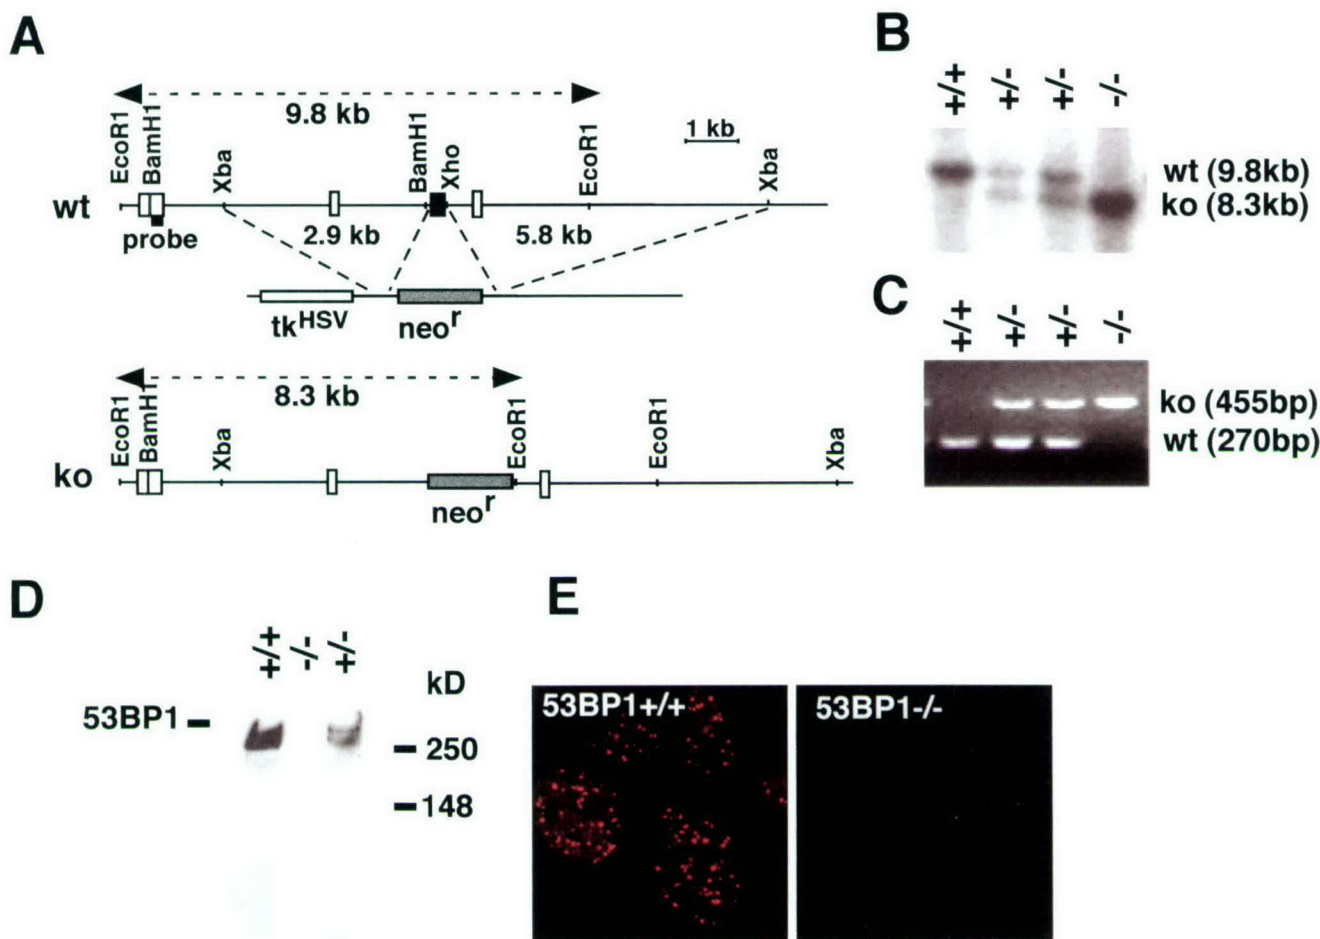 A
9.8 kb
1 kb
EcoR1
BamH1
Xba
BamH1
Xho
EcoR1
Xba
wt
probe
2.9 kb
5.8 kb
tkHSV
neor
8.3 kb
EcoR1
BamH1
Xba
EcoR1
EcoR1
Xba
ko
neor
B
+/+ +/- +/- -/-
wt (9.8kb)
ko (8.3kb)
C
+/+ +/- +/- -/-
ko (455bp)
wt (270bp)
D
+/+ -/- +/-
kD
53BP1
250
148
E
53BP1+/+
53BP1-/-